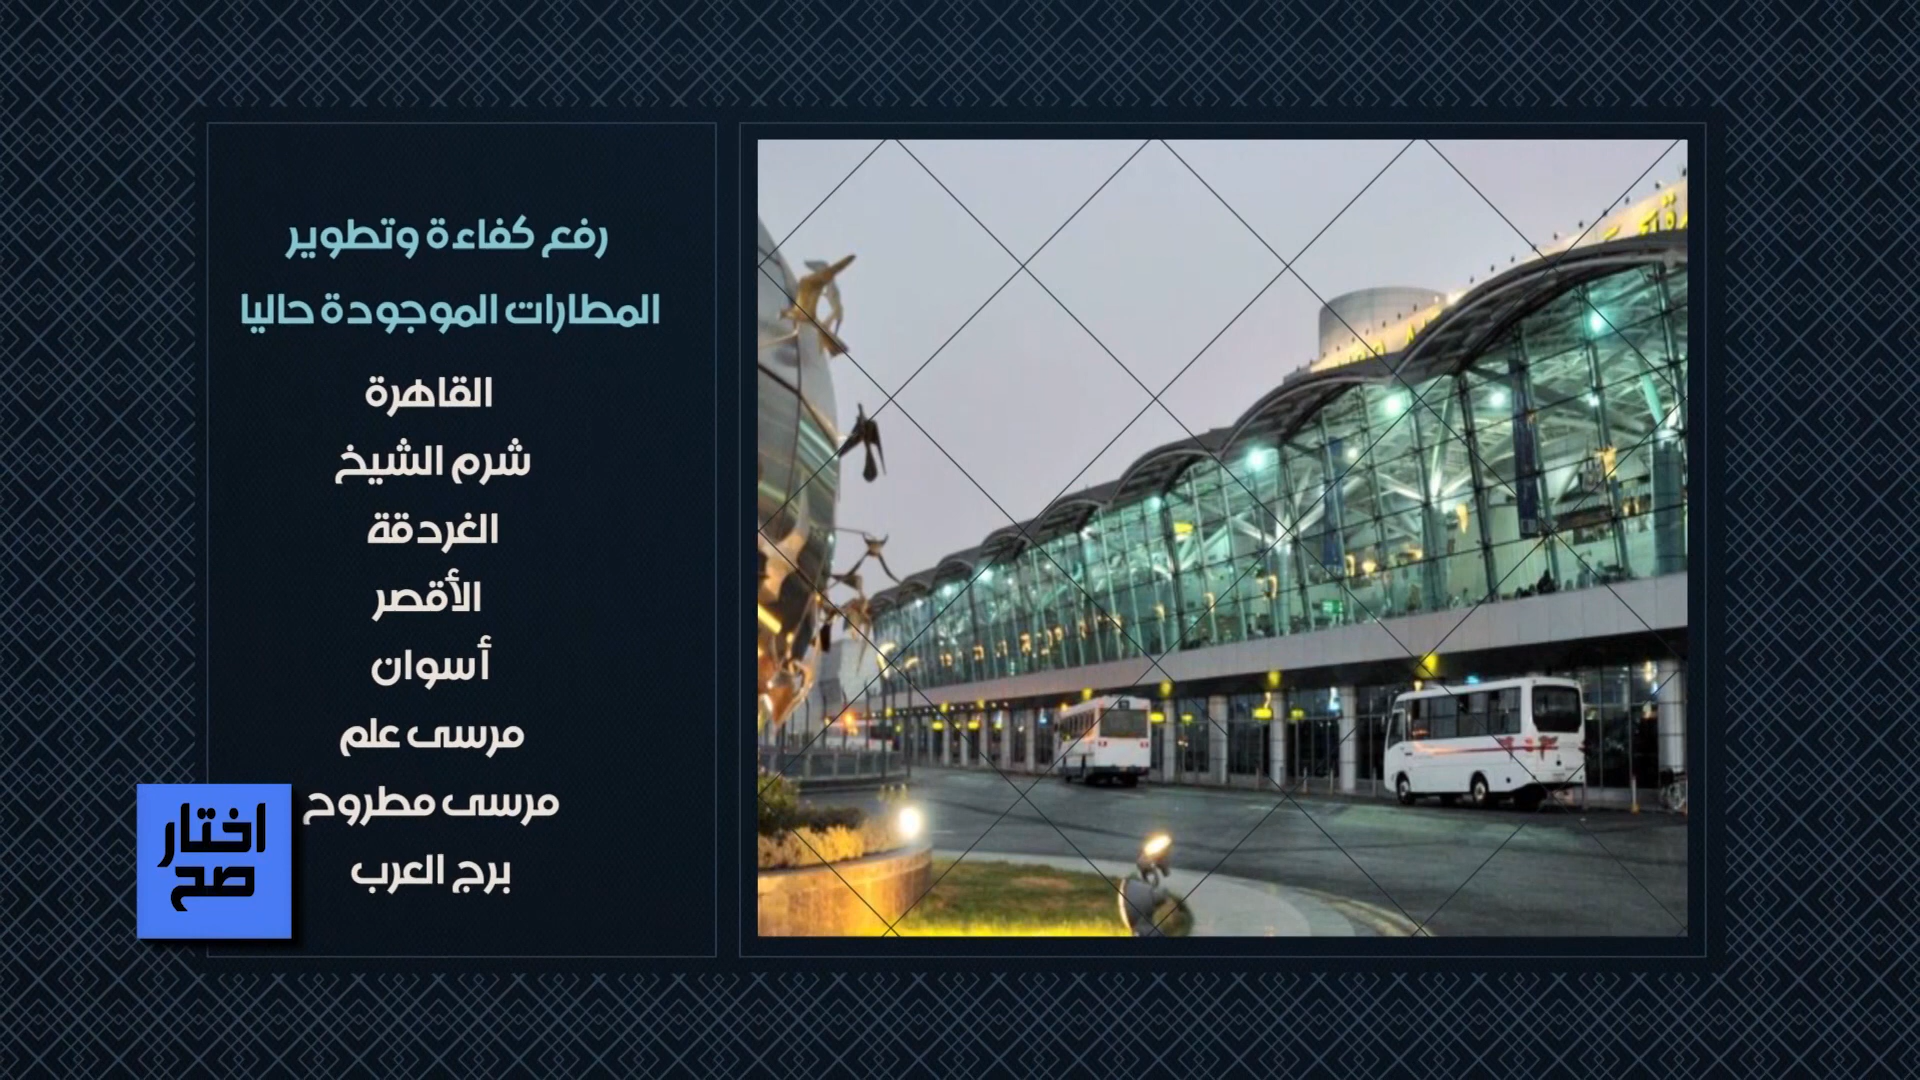 رفع كفاءة وتطوير
المطارات الموجودة حاليا
القاهرة
شرم الشيخ
الغردقة
الأقصر
أسوان
مرسى علم
مرسى مطروح
برج العرب
اختار
صح